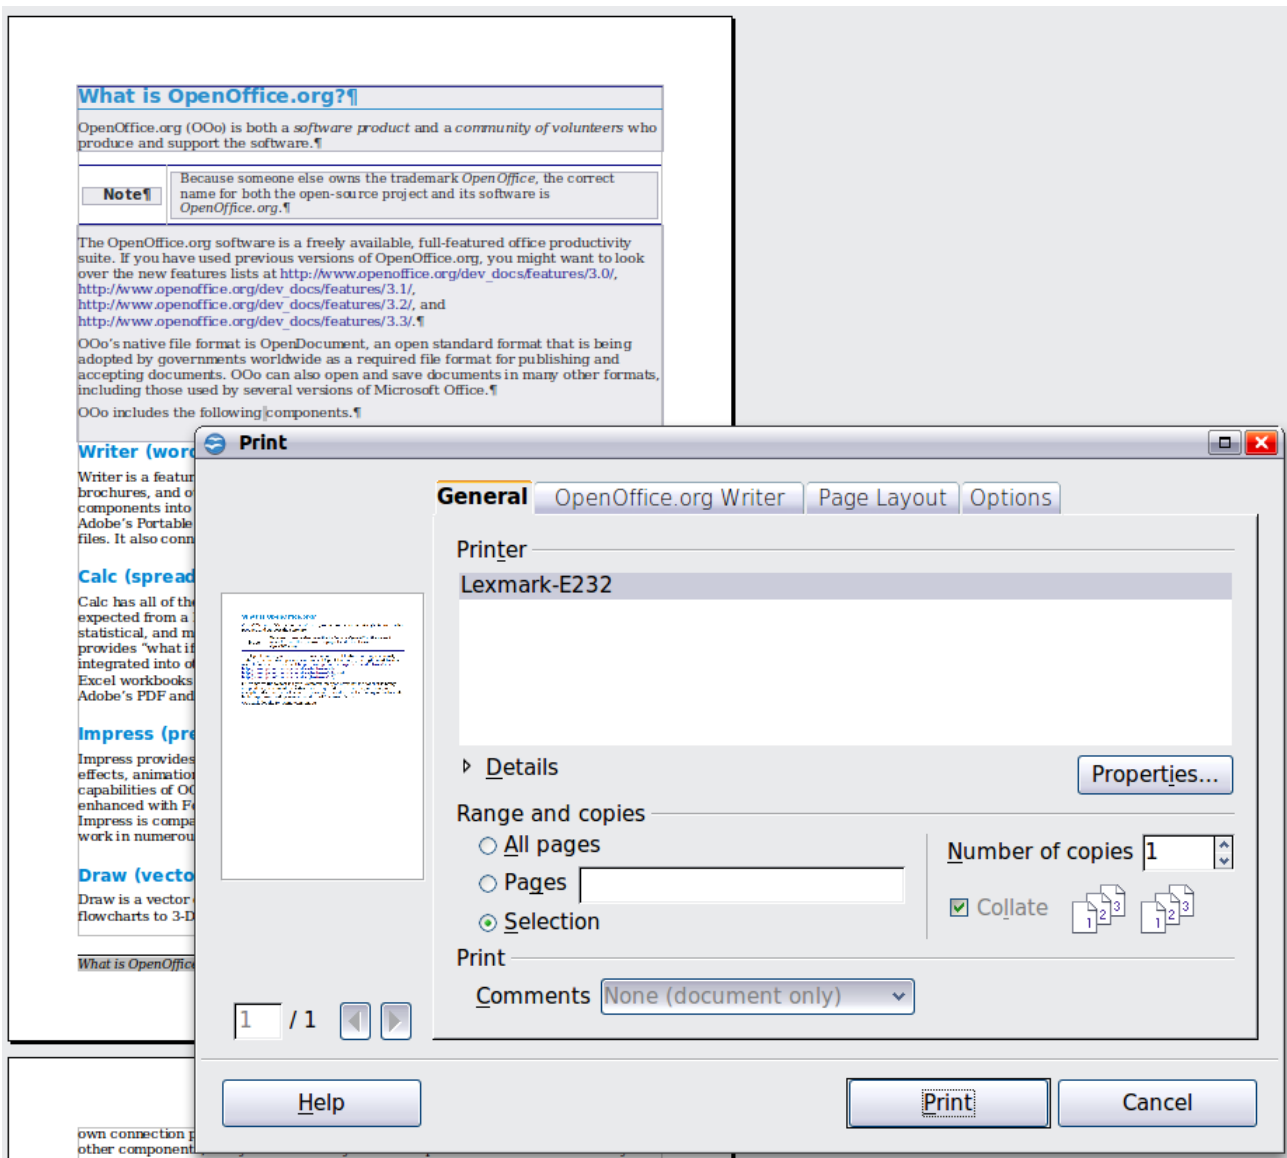 What is OpenOffice.org?¶
OpenOffice.org (OOo) is both a software product and a community of volunteers who
produce and support the software.¶
Note¶
Because someone else owns the trademark Open Office, the correct
name for both the open-source project and its software is
OpenOffice.org.¶
The OpenOffice.org software is a freely available, full-featured office productivity
suite. If you have used previous versions of OpenOffice.org, you might want to look
over the new features lists at http://www.openoffice.org/dev_docs/features/3.0/,
http://www.openoffice.org/dev_docs/features/3.1/,
http://www.openoffice.org/dev_docs/features/3.2/, and
http://www.openoffice.org/dev_docs/features/3.3/.¶
OOo's native file format is OpenDocument, an open standard format that is being
adopted by governments worldwide as a required file format for publishing and
accepting documents. OOo can also open and save documents in many other formats,
including those used by several versions of Microsoft Office.¶
OOo includes the following components.¶
Writer (word
Writer is a featur
brochures, and o
components into
Adobe's Portable
files. It also conn
Calc (spread
Calc has all of the
expected from a
statistical, and m
provides "what if
integrated into o
Excel workbooks
Adobe's PDF and
Impress (pre
Impress provides
effects, animation
capabilities of OO
enhanced with F
Impress is compa
work in numerou
Draw (vecto
Draw is a vector
flowcharts to 3-D
What is OpenOffice
own connection p
other component
Print
General
OpenOffice.org Writer
Page Layout
Options
Printer
Lexmark-E232
Details
Properties...
Range and copies
All pages
Pages
Selection
Number of copies 1
Collate
1 2 3 1 2 3
Print
Comments None (document only)
1 / 1
Help
Print
Cancel